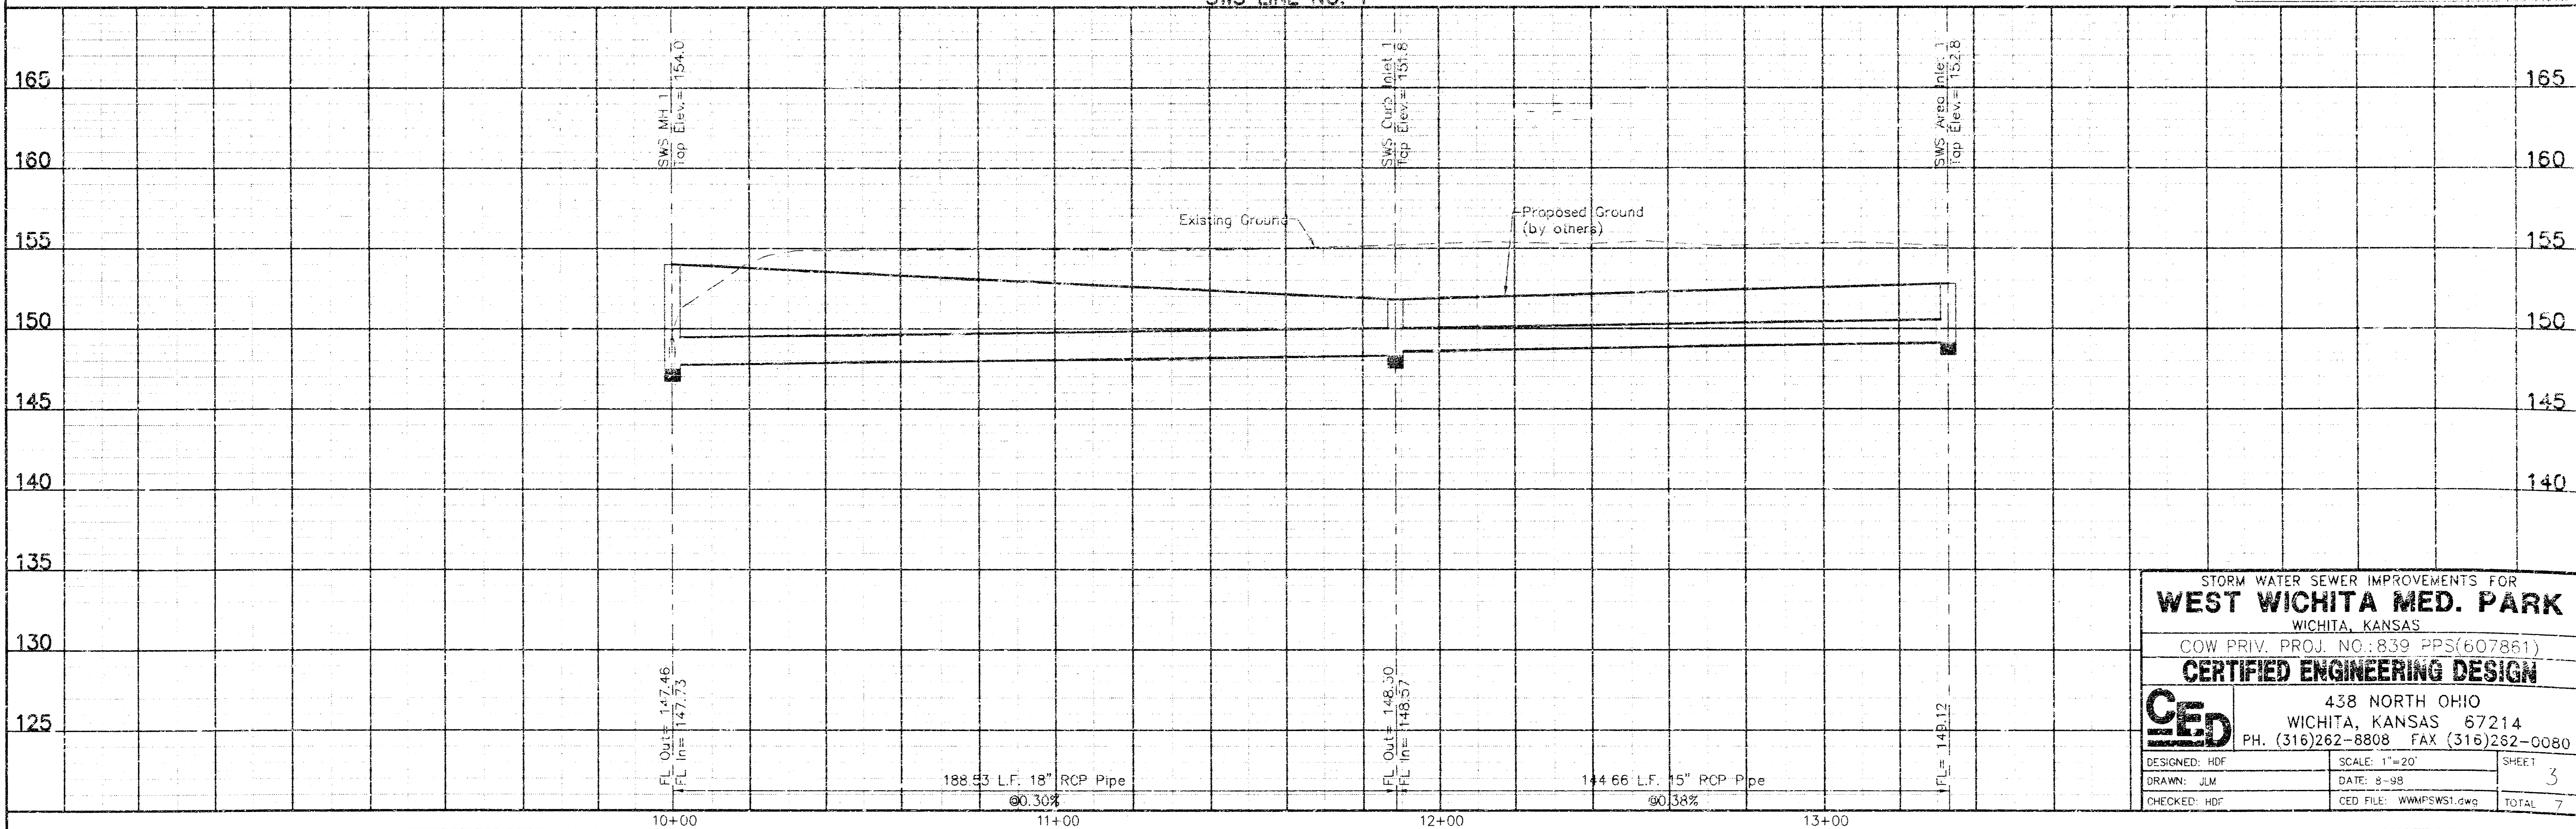 SWS LINE NO. 1
165
160
155
150
145
140
135
130
125
165
160
155
150
145
140
SWS MH 1
Top Elev.= 154.0
SWS Curb Inlet 1
Top Elev.= 151.8
SWS Area Inlet 1
Top Elev.= 152.8
Existing Ground
Proposed Ground
(by others)
FL Out= 147.46
FL In= 147.73
FL Out= 148.30
FL In= 148.57
FL= 149.12
188.53 L.F. 18" RCP Pipe
@0.30%
144.66 L.F. 15" RCP Pipe
@0.38%
10+00
11+00
12+00
13+00
STORM WATER SEWER IMPROVEMENTS FOR
WEST WICHITA MED. PARK
WICHITA, KANSAS
COW PRIV. PROJ. NO.:839 PPS(607861)
CERTIFIED ENGINEERING DESIGN
CED
438 NORTH OHIO
WICHITA, KANSAS 67214
PH. (316)262-8808 FAX (316)262-0080
DESIGNED: HDF
SCALE: 1"=20'
SHEET
3
DRAWN: JLM
DATE: 8-98
CHECKED: HDF
CED FILE: WWMPSWS1.dwg
TOTAL 7